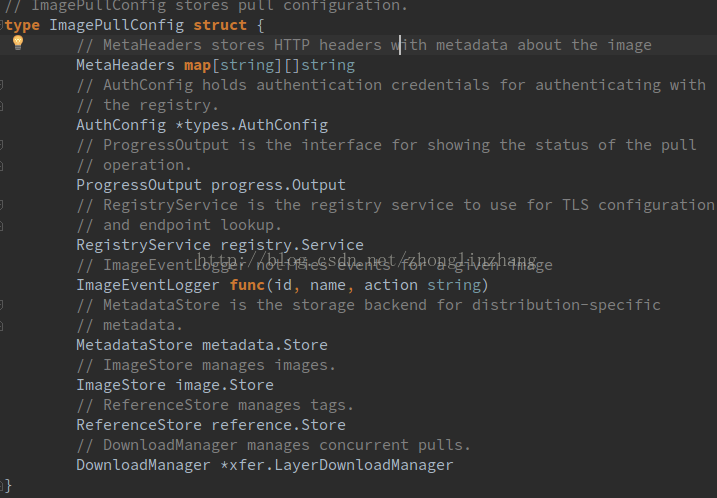 // ImagePullConfig stores pull configuration.
type ImagePullConfig struct {
// MetaHeaders stores HTTP headers with metadata about the image
MetaHeaders map[string][]string
// AuthConfig holds authentication credentials for authenticating with
// the registry.
AuthConfig *types.AuthConfig
// ProgressOutput is the interface for showing the status of the pull
// operation.
ProgressOutput progress.Output
// RegistryService is the registry service to use for TLS configuration
// and endpoint lookup.
RegistryService registry.Service
http://blog.csdn.net/zhonglinzhang
// ImageEventLogger notifies events for a given image
ImageEventLogger func(id, name, action string)
// MetadataStore is the storage backend for distribution-specific
// metadata.
MetadataStore metadata.Store
// ImageStore manages images.
ImageStore image.Store
// ReferenceStore manages tags.
ReferenceStore reference.Store
// DownloadManager manages concurrent pulls.
DownloadManager *xfer.LayerDownloadManager
}